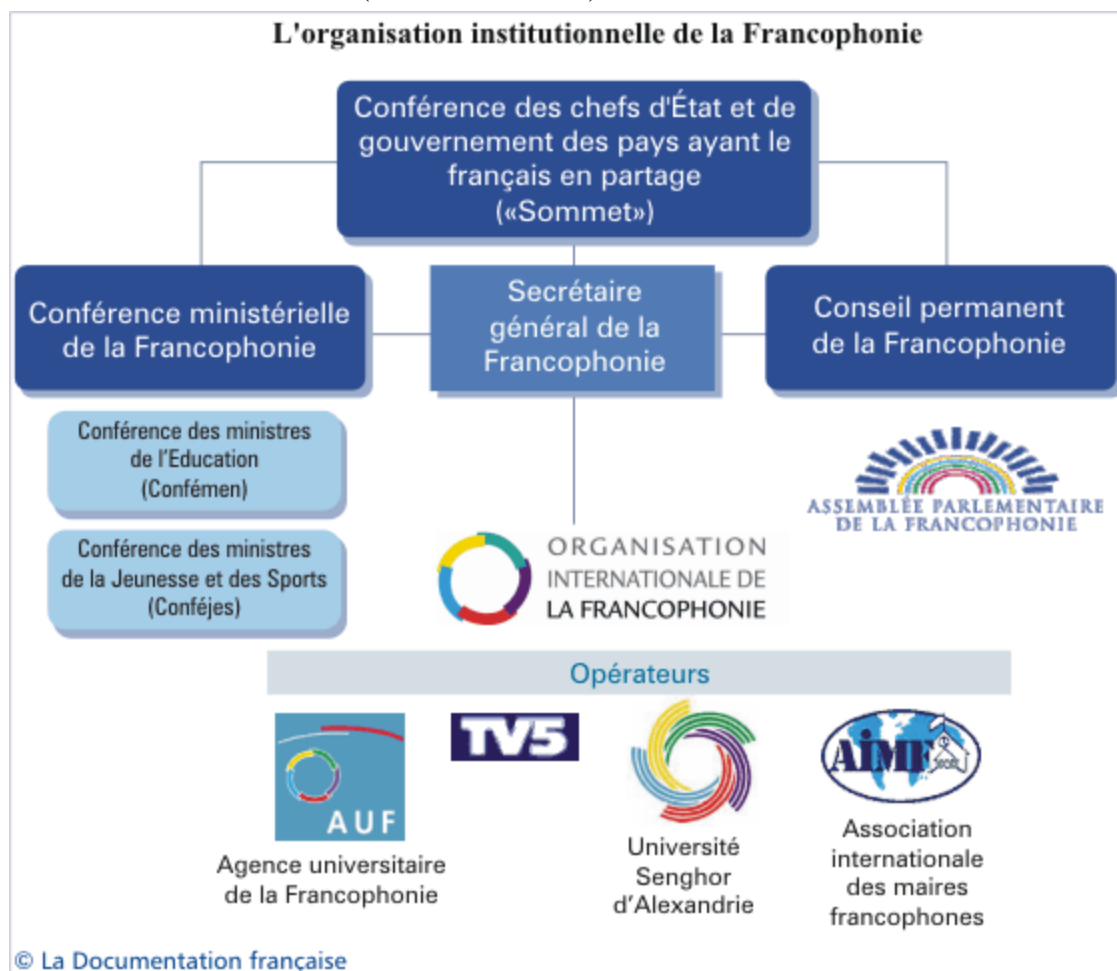 L'organisation institutionnelle de la Francophonie
Conférence des chefs d'État et de
gouvernement des pays ayant le
français en partage
(«Sommet»)
Conférence ministérielle
de la Francophonie
Secrétaire
général de la
Francophonie
Conseil permanent
de la Francophonie
Conférence des ministres
de l'Education
(Confémen)
Conférence des ministres
de la Jeunesse et des Sports
(Conféjes)
ASSEMBLÉE PARLEMENTAIRE
DE LA FRANCOPHONIE
ORGANISATION
INTERNATIONALE DE
LA FRANCOPHONIE
Opérateurs
AUF
Agence universitaire
de la Francophonie
TV5
Université
Senghor
d'Alexandrie
AIMF
Association
internationale
des maires
francophones
© La Documentation française